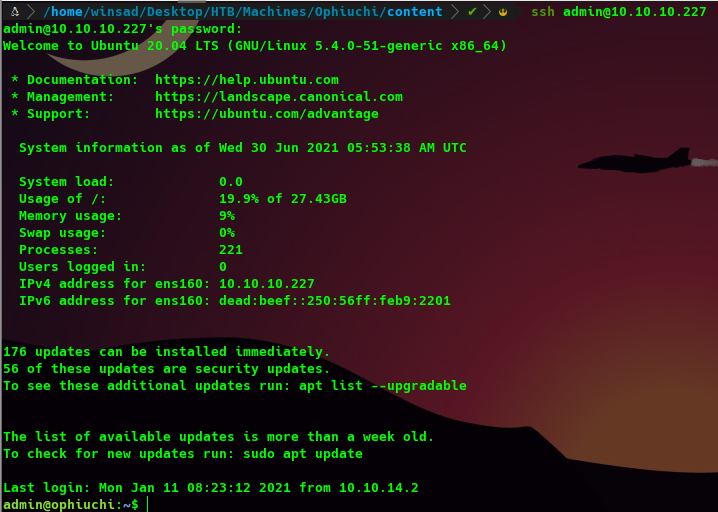 /home/winsad/Desktop/HTB/Machines/Ophiuchi/content ✔ ssh admin@10.10.10.227
admin@10.10.10.227's password:
Welcome to Ubuntu 20.04 LTS (GNU/Linux 5.4.0-51-generic x86_64)
* Documentation: https://help.ubuntu.com
* Management: https://landscape.canonical.com
* Support: https://ubuntu.com/advantage
System information as of Wed 30 Jun 2021 05:53:38 AM UTC
System load: 0.0
Usage of /: 19.9% of 27.43GB
Memory usage: 9%
Swap usage: 0%
Processes: 221
Users logged in: 0
IPv4 address for ens160: 10.10.10.227
IPv6 address for ens160: dead:beef::250:56ff:feb9:2201
176 updates can be installed immediately.
56 of these updates are security updates.
To see these additional updates run: apt list --upgradable
The list of available updates is more than a week old.
To check for new updates run: sudo apt update
Last login: Mon Jan 11 08:23:12 2021 from 10.10.14.2
admin@ophiuchi:~$